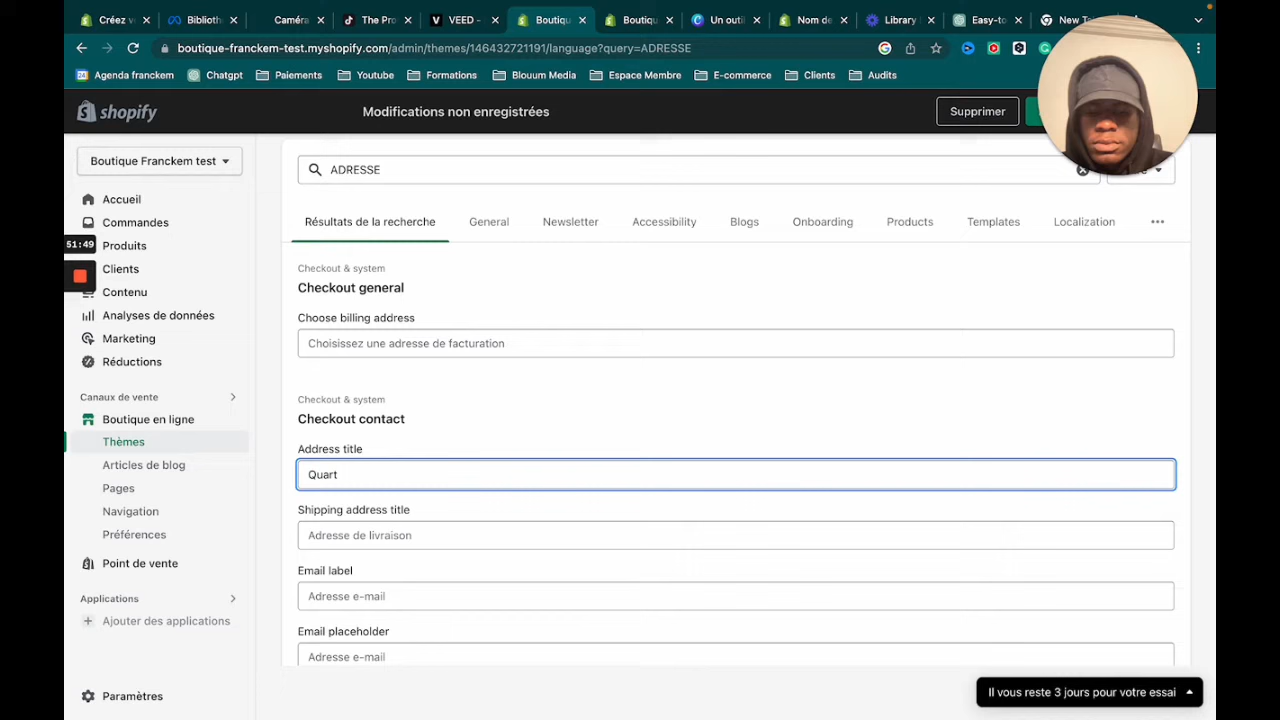 Créez v
Biblioth
Caméra
The Pro
VEED -
Boutiqu
Boutiqu
Un outi
Nom de
Library
Easy-to
New T
boutique-franckem-test.myshopify.com/admin/themes/146432721191/language?query=ADRESSE
Agenda franckem
Chatgpt
Paiements
Youtube
Formations
Blouum Media
Espace Membre
E-commerce
Clients
Audits
shopify
Modifications non enregistrées
Supprimer
Boutique Franckem test
ADRESSE
Accueil
Commandes
Produits
Clients
Contenu
Analyses de données
Marketing
Réductions
51:49
Canaux de vente
Boutique en ligne
Thèmes
Articles de blog
Pages
Navigation
Préférences
Point de vente
Applications
Ajouter des applications
Paramètres
Résultats de la recherche
General
Newsletter
Accessibility
Blogs
Onboarding
Products
Templates
Localization
Checkout & system
Checkout general
Choose billing address
Choisissez une adresse de facturation
Checkout & system
Checkout contact
Address title
Quart
Shipping address title
Adresse de livraison
Email label
Adresse e-mail
Email placeholder
Adresse e-mail
Il vous reste 3 jours pour votre essai